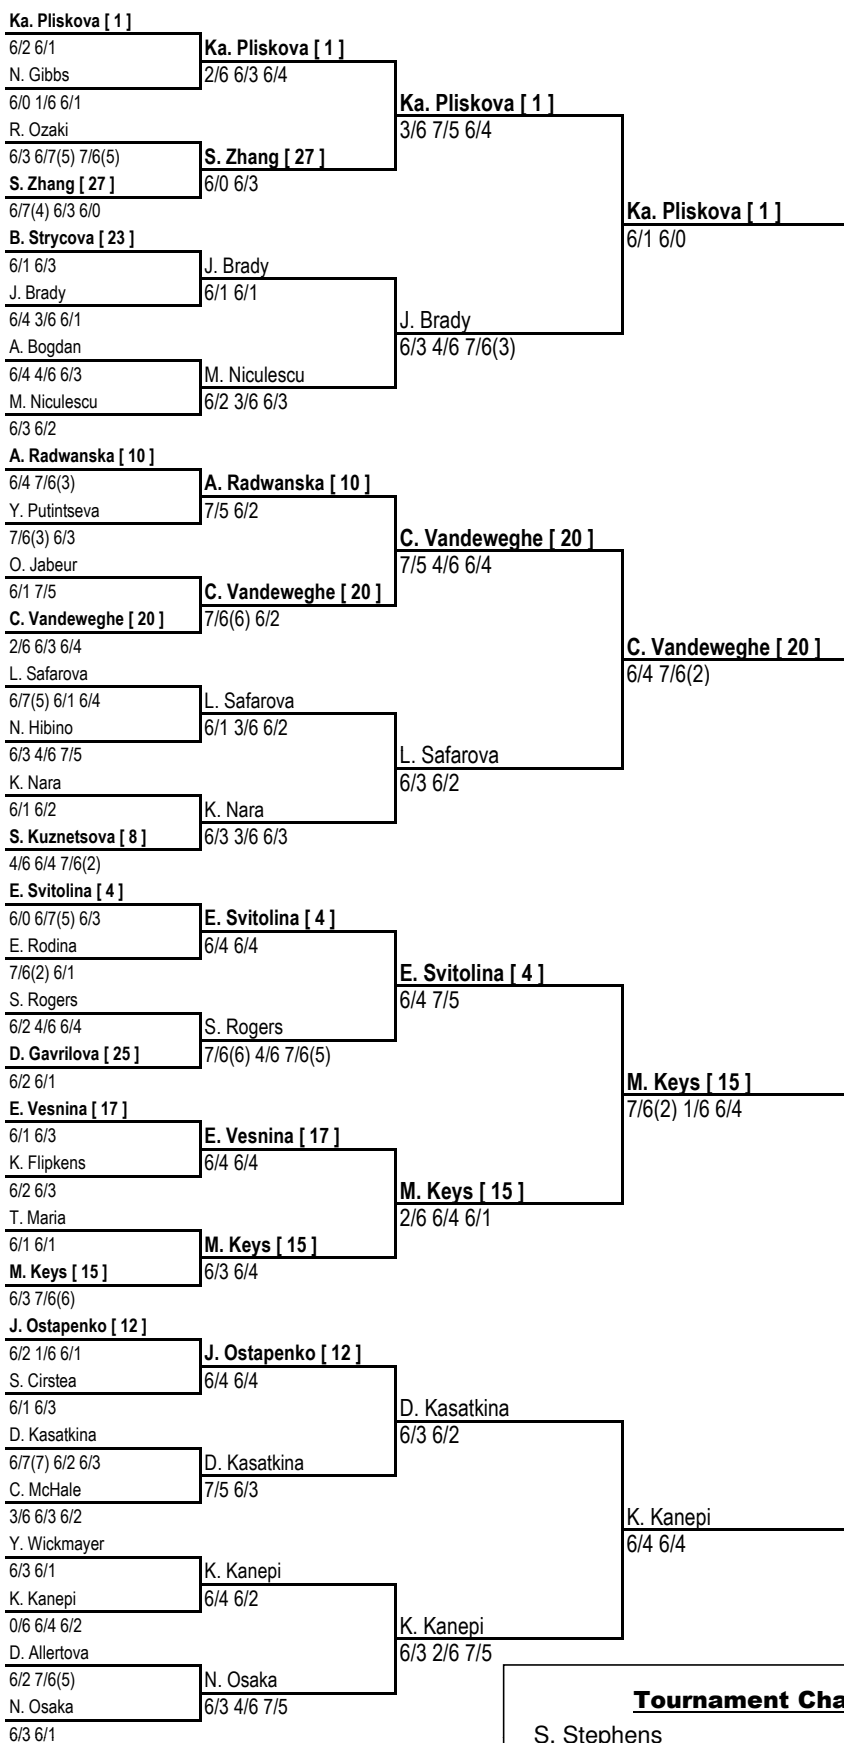 Ka. Pliskova [ 1 ]
6/2 6/1
N. Gibbs
6/0 1/6 6/1
R. Ozaki
6/3 6/7(5) 7/6(5)
S. Zhang [ 27 ]
6/7(4) 6/3 6/0
B. Strycova [ 23 ]
6/1 6/3
J. Brady
6/4 3/6 6/1
A. Bogdan
6/4 4/6 6/3
M. Niculescu
6/3 6/2
A. Radwanska [ 10 ]
6/4 7/6(3)
Y. Putintseva
7/6(3) 6/3
O. Jabeur
6/1 7/5
C. Vandeweghe [ 20 ]
2/6 6/3 6/4
L. Safarova
6/7(5) 6/1 6/4
N. Hibino
6/3 4/6 7/5
K. Nara
6/1 6/2
S. Kuznetsova [ 8 ]
4/6 6/4 7/6(2)
E. Svitolina [ 4 ]
6/0 6/7(5) 6/3
E. Rodina
7/6(2) 6/1
S. Rogers
6/2 4/6 6/4
D. Gavrilova [ 25 ]
6/2 6/1
E. Vesnina [ 17 ]
6/1 6/3
K. Flipkens
6/2 6/3
T. Maria
6/1 6/1
M. Keys [ 15 ]
6/3 7/6(6)
J. Ostapenko [ 12 ]
6/2 1/6 6/1
S. Cirstea
6/1 6/3
D. Kasatkina
6/7(7) 6/2 6/3
C. McHale
3/6 6/3 6/2
Y. Wickmayer
6/3 6/1
K. Kanepi
0/6 6/4 6/2
D. Allertova
6/2 7/6(5)
N. Osaka
6/3 6/1
Ka. Pliskova [ 1 ]
2/6 6/3 6/4
S. Zhang [ 27 ]
6/0 6/3
J. Brady
6/1 6/1
M. Niculescu
6/2 3/6 6/3
A. Radwanska [ 10 ]
7/5 6/2
C. Vandeweghe [ 20 ]
7/6(6) 6/2
L. Safarova
6/1 3/6 6/2
K. Nara
6/3 3/6 6/3
E. Svitolina [ 4 ]
6/4 6/4
S. Rogers
7/6(6) 4/6 7/6(5)
E. Vesnina [ 17 ]
6/4 6/4
M. Keys [ 15 ]
6/3 6/4
J. Ostapenko [ 12 ]
6/4 6/4
D. Kasatkina
7/5 6/3
K. Kanepi
6/4 6/2
N. Osaka
6/3 4/6 7/5
Ka. Pliskova [ 1 ]
3/6 7/5 6/4
J. Brady
6/3 4/6 7/6(3)
C. Vandeweghe [ 20 ]
7/5 4/6 6/4
L. Safarova
6/3 6/2
E. Svitolina [ 4 ]
6/4 7/5
M. Keys [ 15 ]
2/6 6/4 6/1
D. Kasatkina
6/3 6/2
K. Kanepi
6/3 2/6 7/5
Ka. Pliskova [ 1 ]
6/1 6/0
C. Vandeweghe [ 20 ]
6/4 7/6(2)
M. Keys [ 15 ]
7/6(2) 1/6 6/4
K. Kanepi
6/4 6/4
Tournament Cha
S. Stephens